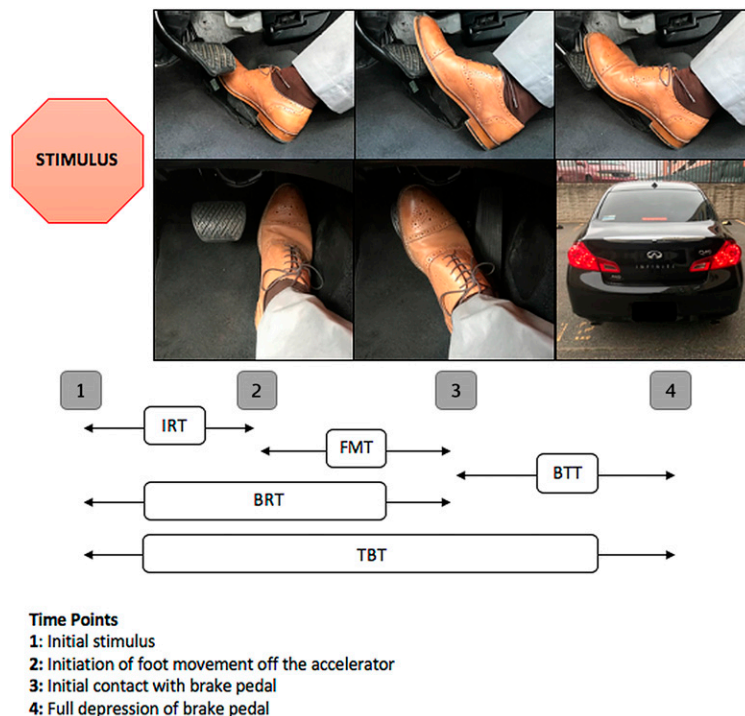 STIMULUS
INFINITI
1 2 3 4
IRT
FMT
BTT
BRT
TBT
Time Points
1: Initial stimulus
2: Initiation of foot movement off the accelerator
3: Initial contact with brake pedal
4: Full depression of brake pedal